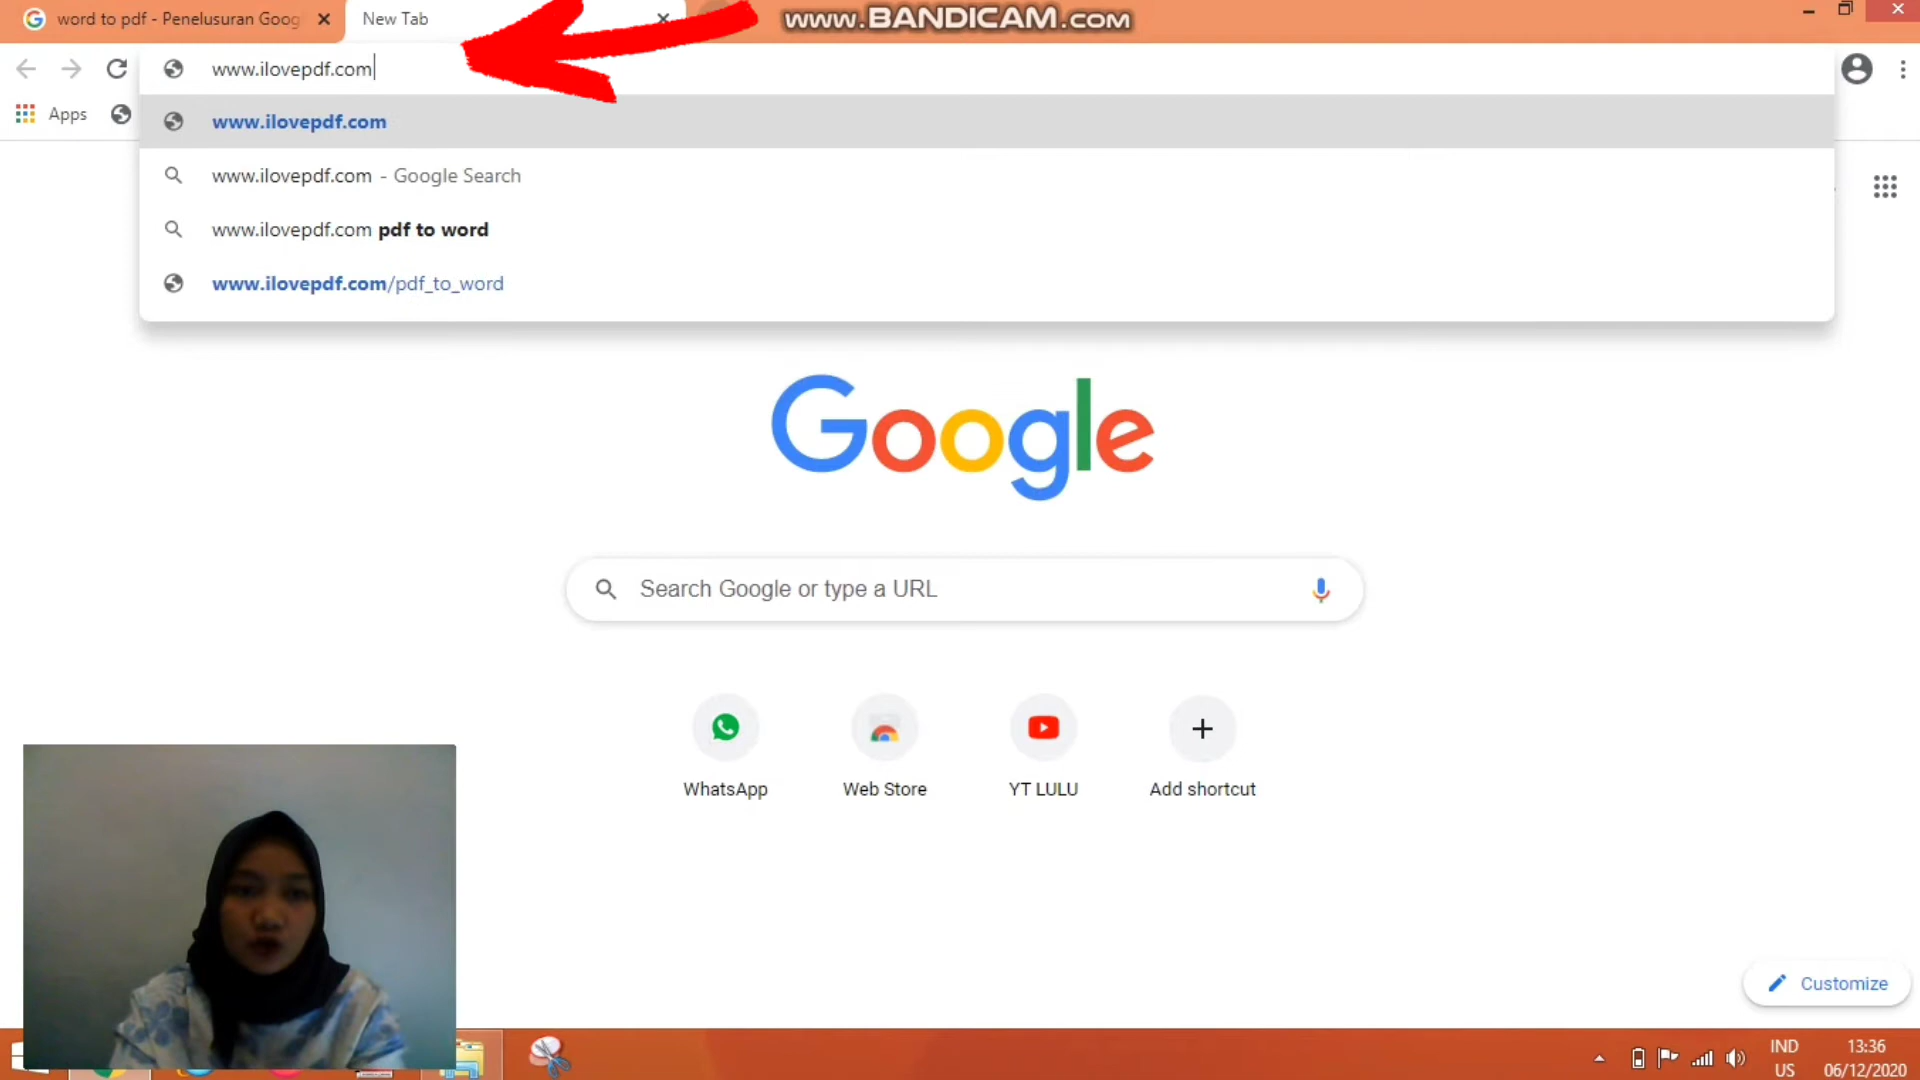 word to pdf - Penelusuran Goog
New Tab
www.BANDICAM.com
www.ilovepdf.com
Apps
www.ilovepdf.com
www.ilovepdf.com - Google Search
www.ilovepdf.com pdf to word
www.ilovepdf.com/pdf_to_word
Google
Search Google or type a URL
WhatsApp
Web Store
YT LULU
Add shortcut
Customize
IND
US
13:36
06/12/2020